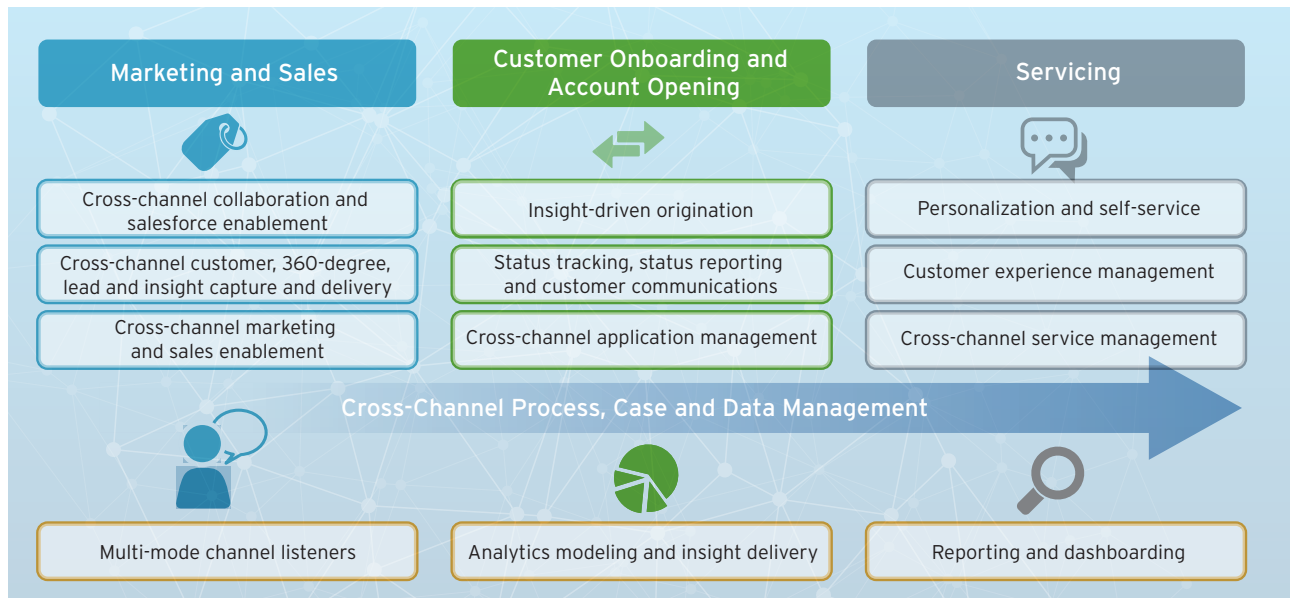 Marketing and Sales
Customer Onboarding and
Account Opening
Servicing
Cross-channel collaboration and
salesforce enablement
Insight-driven origination
Personalization and self-service
Cross-channel customer, 360-degree,
lead and insight capture and delivery
Status tracking, status reporting
and customer communications
Customer experience management
Cross-channel marketing
and sales enablement
Cross-channel application management
Cross-channel service management
Cross-Channel Process, Case and Data Management
Multi-mode channel listeners
Analytics modeling and insight delivery
Reporting and dashboarding